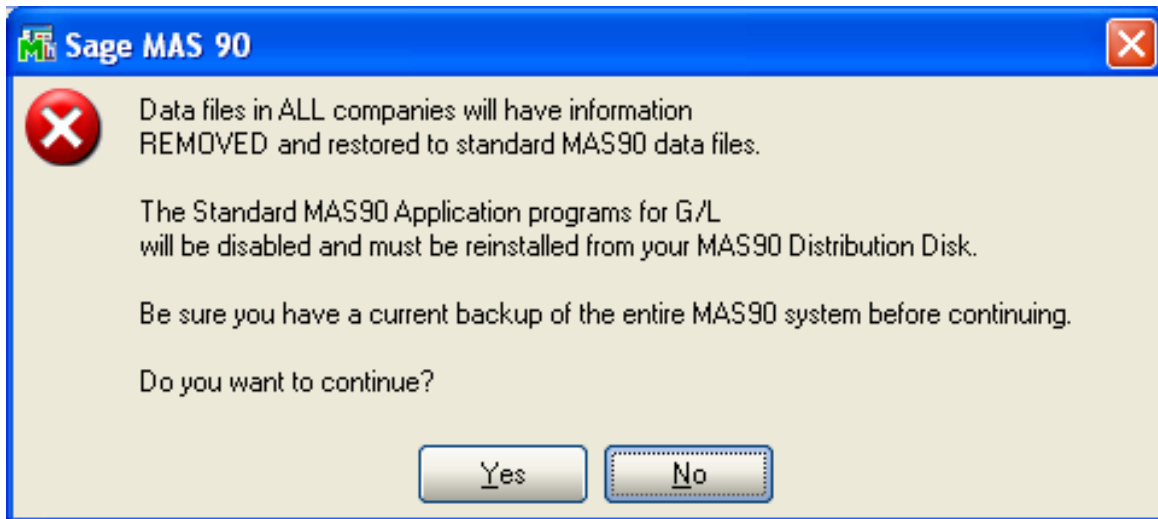 Sage MAS 90
Data files in ALL companies will have information
REMOVED and restored to standard MAS90 data files.
The Standard MAS90 Application programs for G/L
will be disabled and must be reinstalled from your MAS90 Distribution Disk.
Be sure you have a current backup of the entire MAS90 system before continuing.
Do you want to continue?
Yes
No